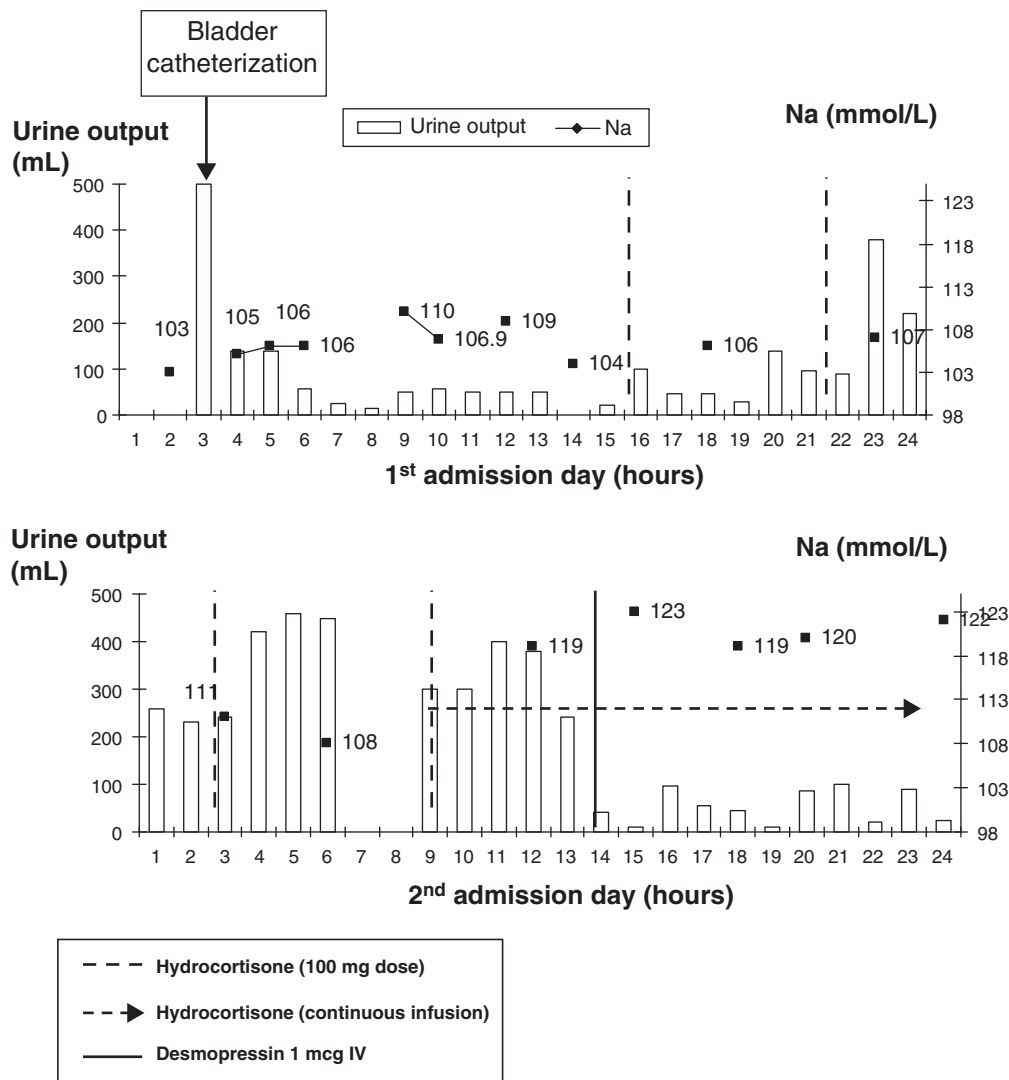 Bladder
catheterization
Urine output
(mL)
Urine output Na
Na (mmol/L)
500
400
300
200
100
0
123
118
113
108
103
98
103
105
106
106
110
106.9
109
104
106
107
1 2 3 4 5 6 7 8 9 10 11 12 13 14 15 16 17 18 19 20 21 22 23 24
1st admission day (hours)
Urine output
(mL)
Na (mmol/L)
500
400
300
200
100
0
123
118
113
108
103
98
111
108
119
123
119
120
122
1 2 3 4 5 6 7 8 9 10 11 12 13 14 15 16 17 18 19 20 21 22 23 24
2nd admission day (hours)
Hydrocortisone (100 mg dose)
Hydrocortisone (continuous infusion)
Desmopressin 1 mcg IV